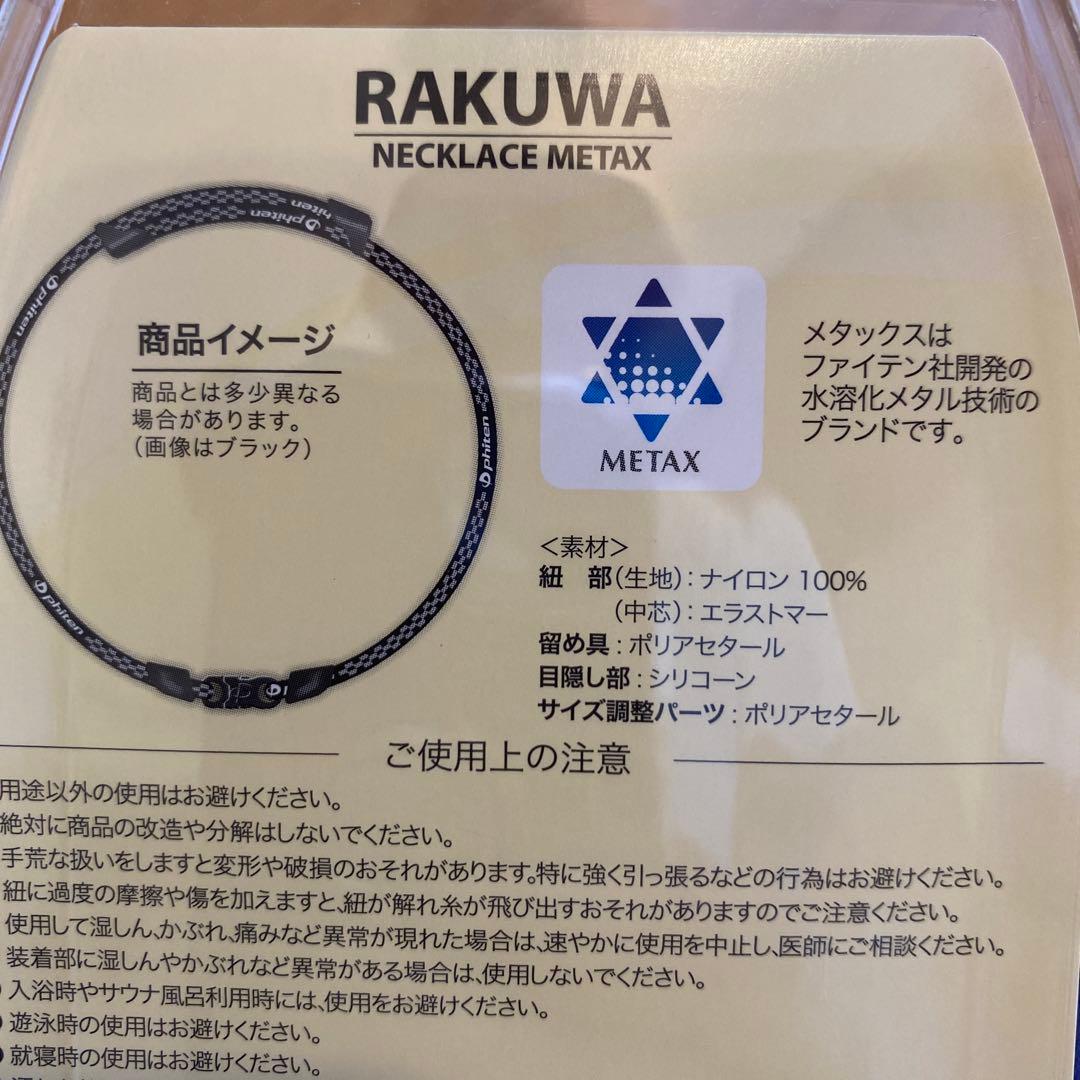 RAKUWA
NECKLACE METAX
hiten
phiten
phiten
商品イメージ
商品とは多少異なる
場合があります。
（画像はブラック）
phiten
phiten
METAX
メタックスは
ファイテン社開発の
水溶化メタル技術の
ブランドです。
＜素材＞
紐　部（生地）：ナイロン 100%
（中芯）：エラストマー
留め具：ポリアセタール
目隠し部：シリコーン
サイズ調整パーツ：ポリアセタール
ご使用上の注意
用途以外の使用はお避けください。
絶対に商品の改造や分解はしないでください。
手荒な扱いをしますと変形や破損のおそれがあります。特に強く引っ張るなどの行為はお避けください。
紐に過度の摩擦や傷を加えますと、紐が解れ糸が飛び出すおそれがありますのでご注意ください。
使用して湿しん、かぶれ、痛みなど異常が現れた場合は、速やかに使用を中止し、医師にご相談ください。
装着部に湿しんやかぶれなど異常がある場合は、使用しないでください。
入浴時やサウナ風呂利用時には、使用をお避けください。
遊泳時の使用はお避けください。
●就寝時の使用はお避けください。